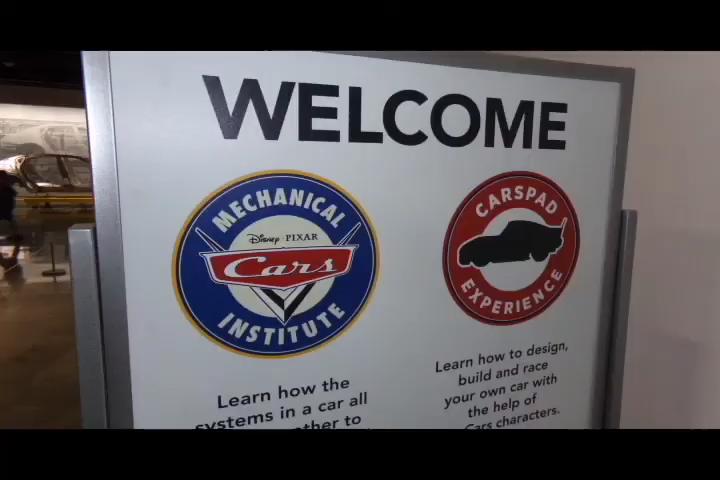 WELCOME
MECHANICAL
Disney · PIXAR
Cars
INSTITUTE
Learn how the
systems in a car all
to
CARSPAD
EXPERIENCE
Learn how to design,
build and race
your own car with
the help of
Cars characters.